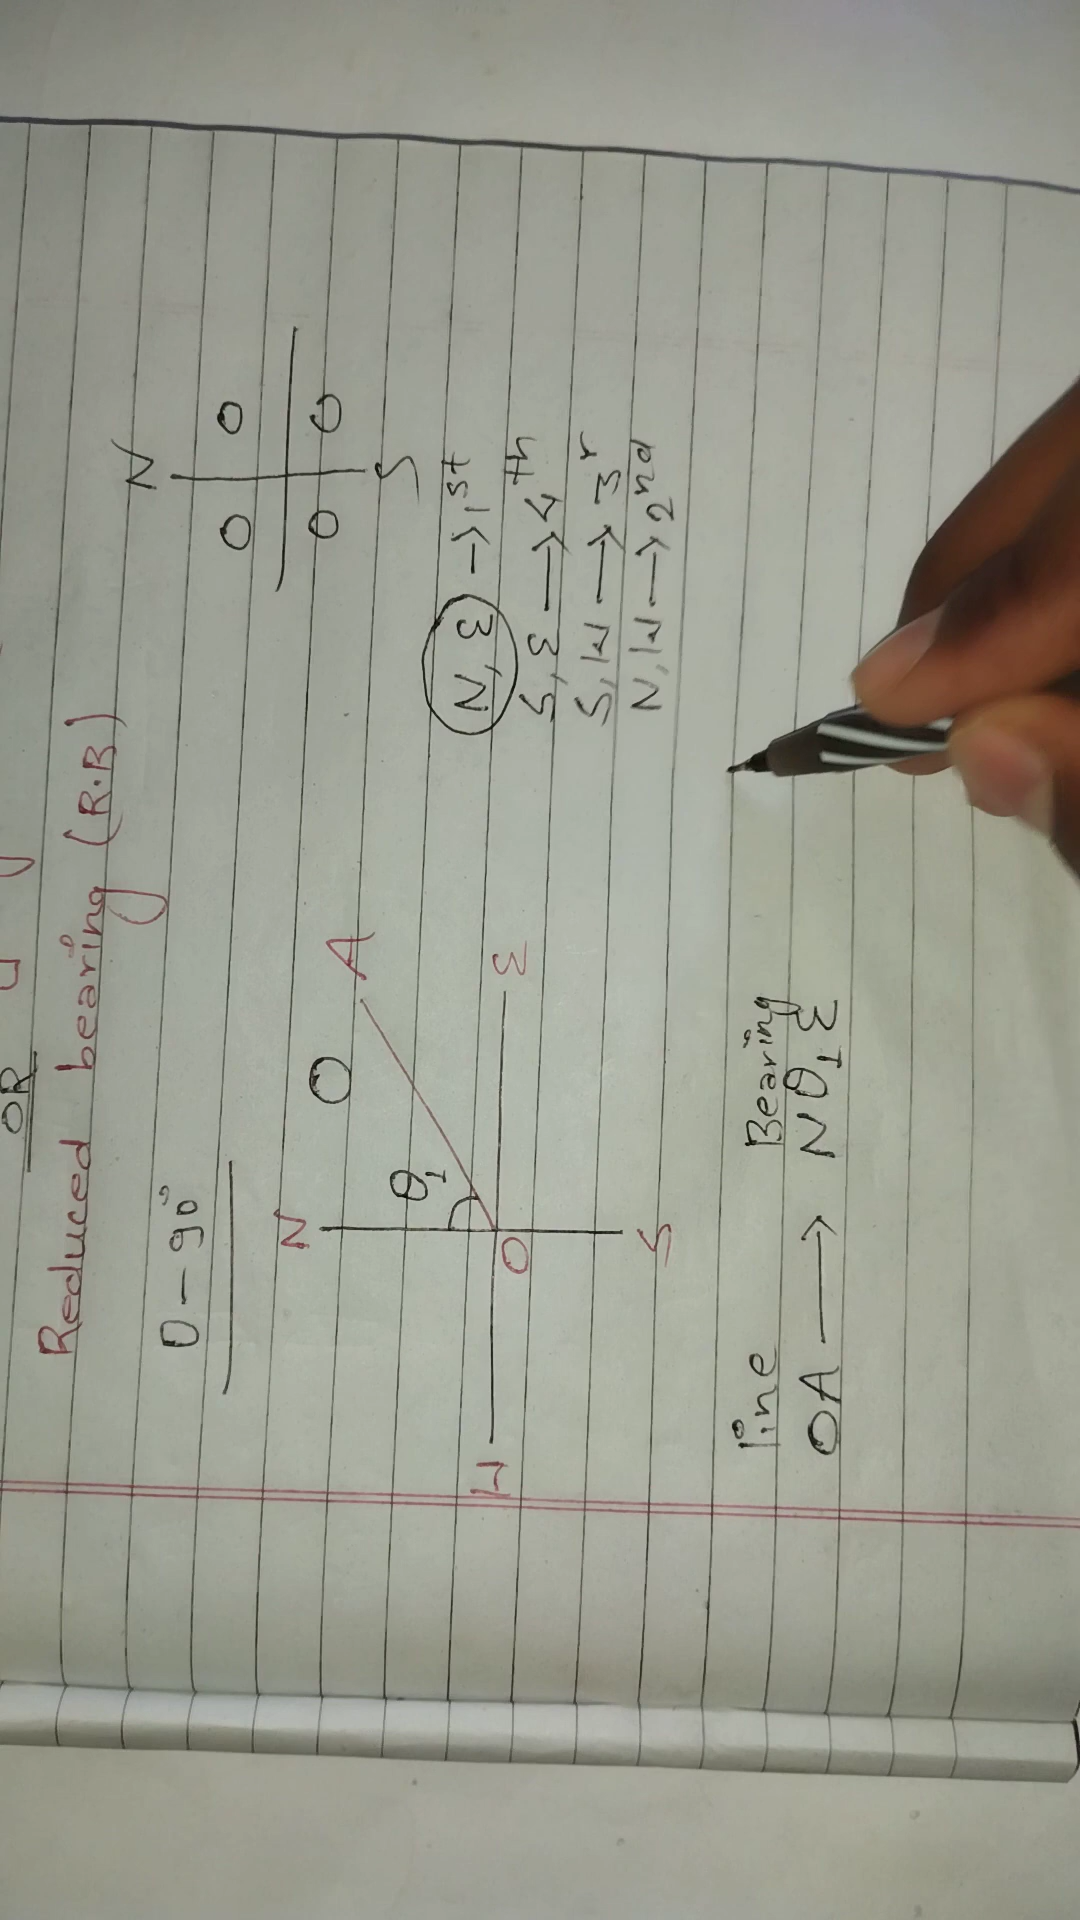 OR
Reduced bearing (R.B)
0-90°
N
O O
O O
S
N
O
A
θ1
W
O
E
S
N, E → 1st
S, E → 4th
S, W → 3r
N, W → 2nd
line Bearing
OA → Nθ1E